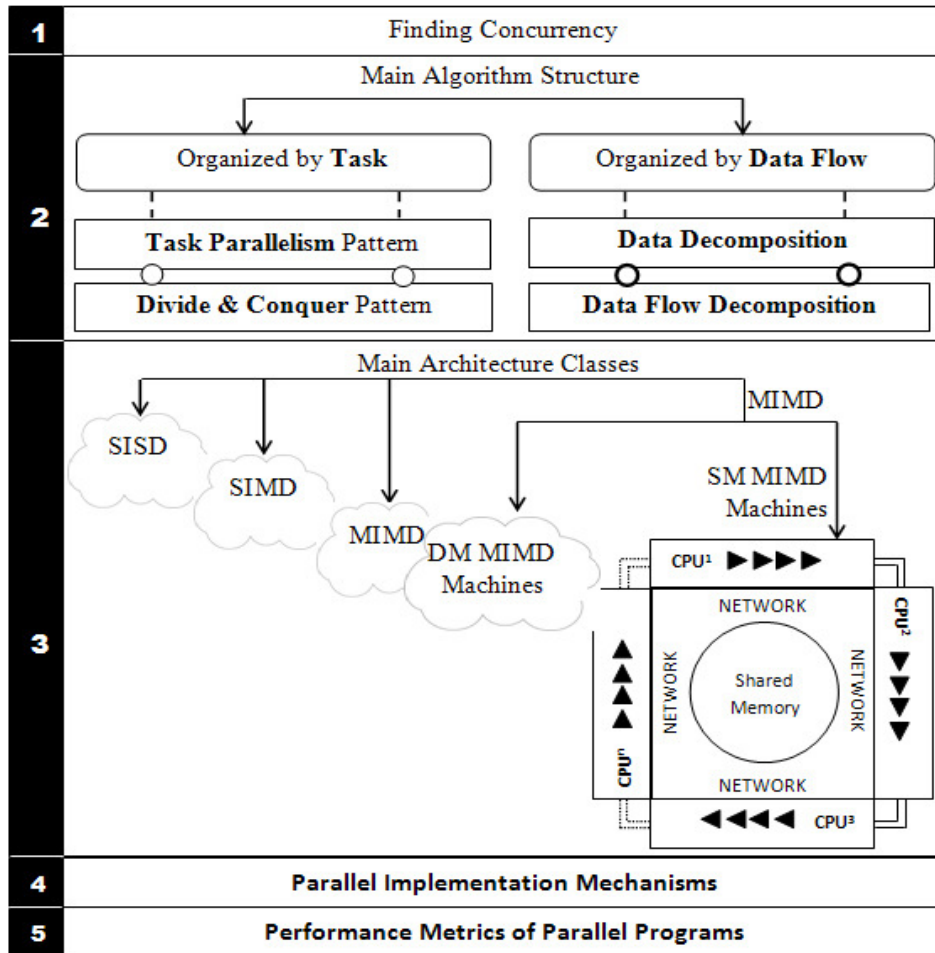 1
Finding Concurrency
2
Main Algorithm Structure
Organized by Task
Organized by Data Flow
Task Parallelism Pattern
Data Decomposition
Divide & Conquer Pattern
Data Flow Decomposition
3
Main Architecture Classes
MIMD
SISD
SIMD
MIMD
DM MIMD
Machines
SM MIMD
Machines
CPU¹
NETWORK
CPU²
NETWORK
Shared
Memory
NETWORK
CPUⁿ
NETWORK
CPU³
4
Parallel Implementation Mechanisms
5
Performance Metrics of Parallel Programs